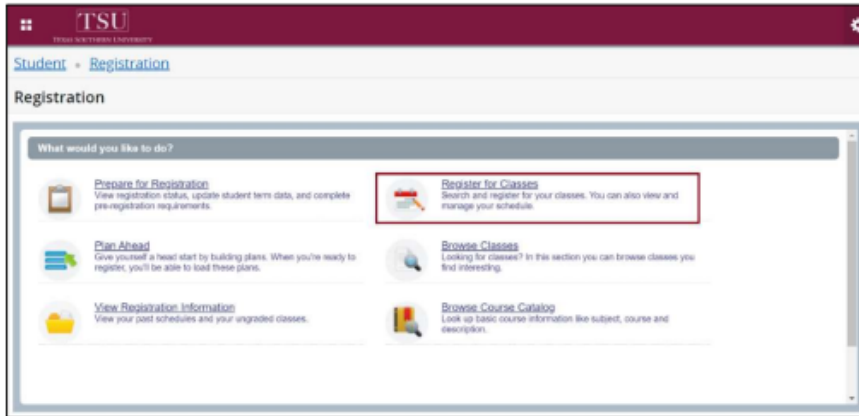 TSU
TEXAS SOUTHERN UNIVERSITY
Student • Registration
Registration
What would you like to do?
Prepare for Registration
View registration status, update student term data, and complete
pre-registration requirements.
Register for Classes
Search and register for your classes. You can also view and
manage your schedule.
Plan Ahead
Give yourself a head start by building plans. When you're ready to
register, you'll be able to load these plans.
Browse Classes
Looking for classes? In this section you can browse classes you
find interesting.
View Registration Information
View your past schedules and your ungraded classes.
Browse Course Catalog
Look up basic course information like subject, course and
description.